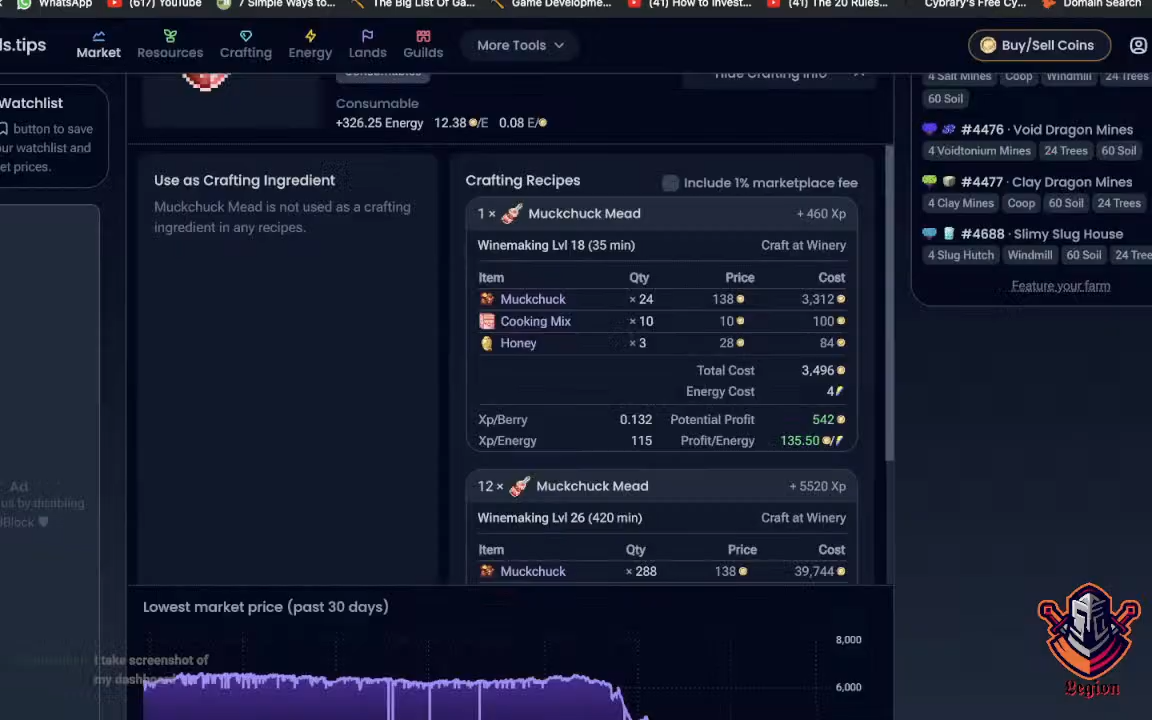 WhatsApp (617) YouTube 7 Simple Ways to... The Big List Of Ga... Game Developme... (41) How to Invest... (41) The 20 Rules... Cybrary's Free Cy... Domain Search
ls.tips Market Resources Crafting Energy Lands Guilds More Tools Buy/Sell Coins
Watchlist
button to save
our watchlist and
et prices.
Ad
us by disabling
Block
Consumables
Hide Crafting Info
Consumable
+326.25 Energy 12.38 /E 0.08 E/
Use as Crafting Ingredient
Muckchuck Mead is not used as a crafting
ingredient in any recipes.
Crafting Recipes Include 1% marketplace fee
1 × Muckchuck Mead + 460 Xp
Winemaking Lvl 18 (35 min) Craft at Winery
Item Qty Price Cost
Muckchuck × 24 138 3,312
Cooking Mix × 10 10 100
Honey × 3 28 84
Total Cost 3,496
Energy Cost 4
Xp/Berry 0.132 Potential Profit 542
Xp/Energy 115 Profit/Energy 135.50 /
12 × Muckchuck Mead + 5520 Xp
Winemaking Lvl 26 (420 min) Craft at Winery
Item Qty Price Cost
Muckchuck × 288 138 39,744
Lowest market price (past 30 days)
8,000
6,000
I take screenshot of
my dashboard
4 Salt Mines Coop Windmill 24 Trees
60 Soil
#4476 · Void Dragon Mines
4 Voidtonium Mines 24 Trees 60 Soil
#4477 · Clay Dragon Mines
4 Clay Mines Coop 60 Soil 24 Trees
#4688 · Slimy Slug House
4 Slug Hutch Windmill 60 Soil 24 Tree
Feature your farm
Legion